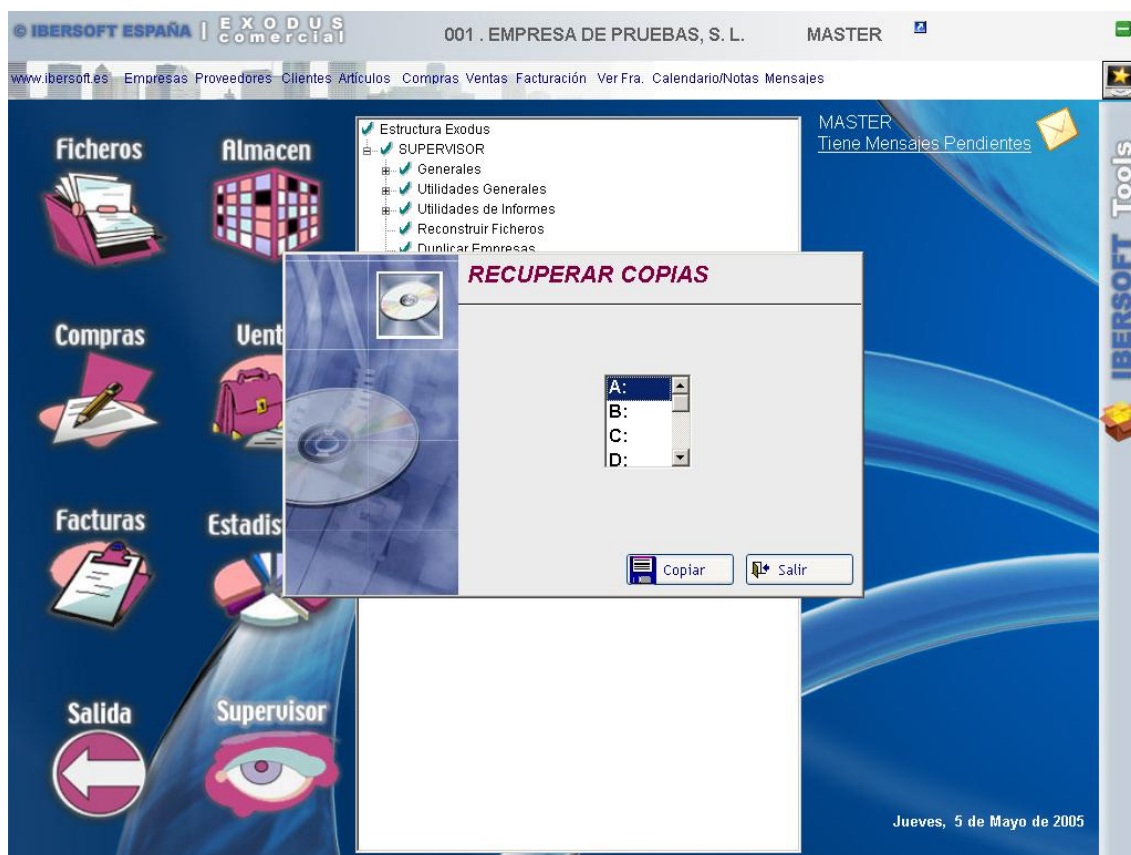 © IBERSOFT ESPAÑA | EXODUS comercial 001 . EMPRESA DE PRUEBAS, S. L. MASTER
www.ibersoft.es Empresas Proveedores Clientes Artículos Compras Ventas Facturación Ver Fra. Calendario/Notas Mensajes
MASTER
Tiene Mensajes Pendientes
Ficheros Almacen
Estructura Exodus
SUPERVISOR
Generales
Utilidades Generales
Utilidades de Informes
Reconstruir Ficheros
Duplicar Empresas
RECUPERAR COPIAS
A:
B:
C:
D:
Copiar Salir
Compras Vent
Facturas Estadis
Salida Supervisor
IBERSOFT Tools
Jueves, 5 de Mayo de 2005